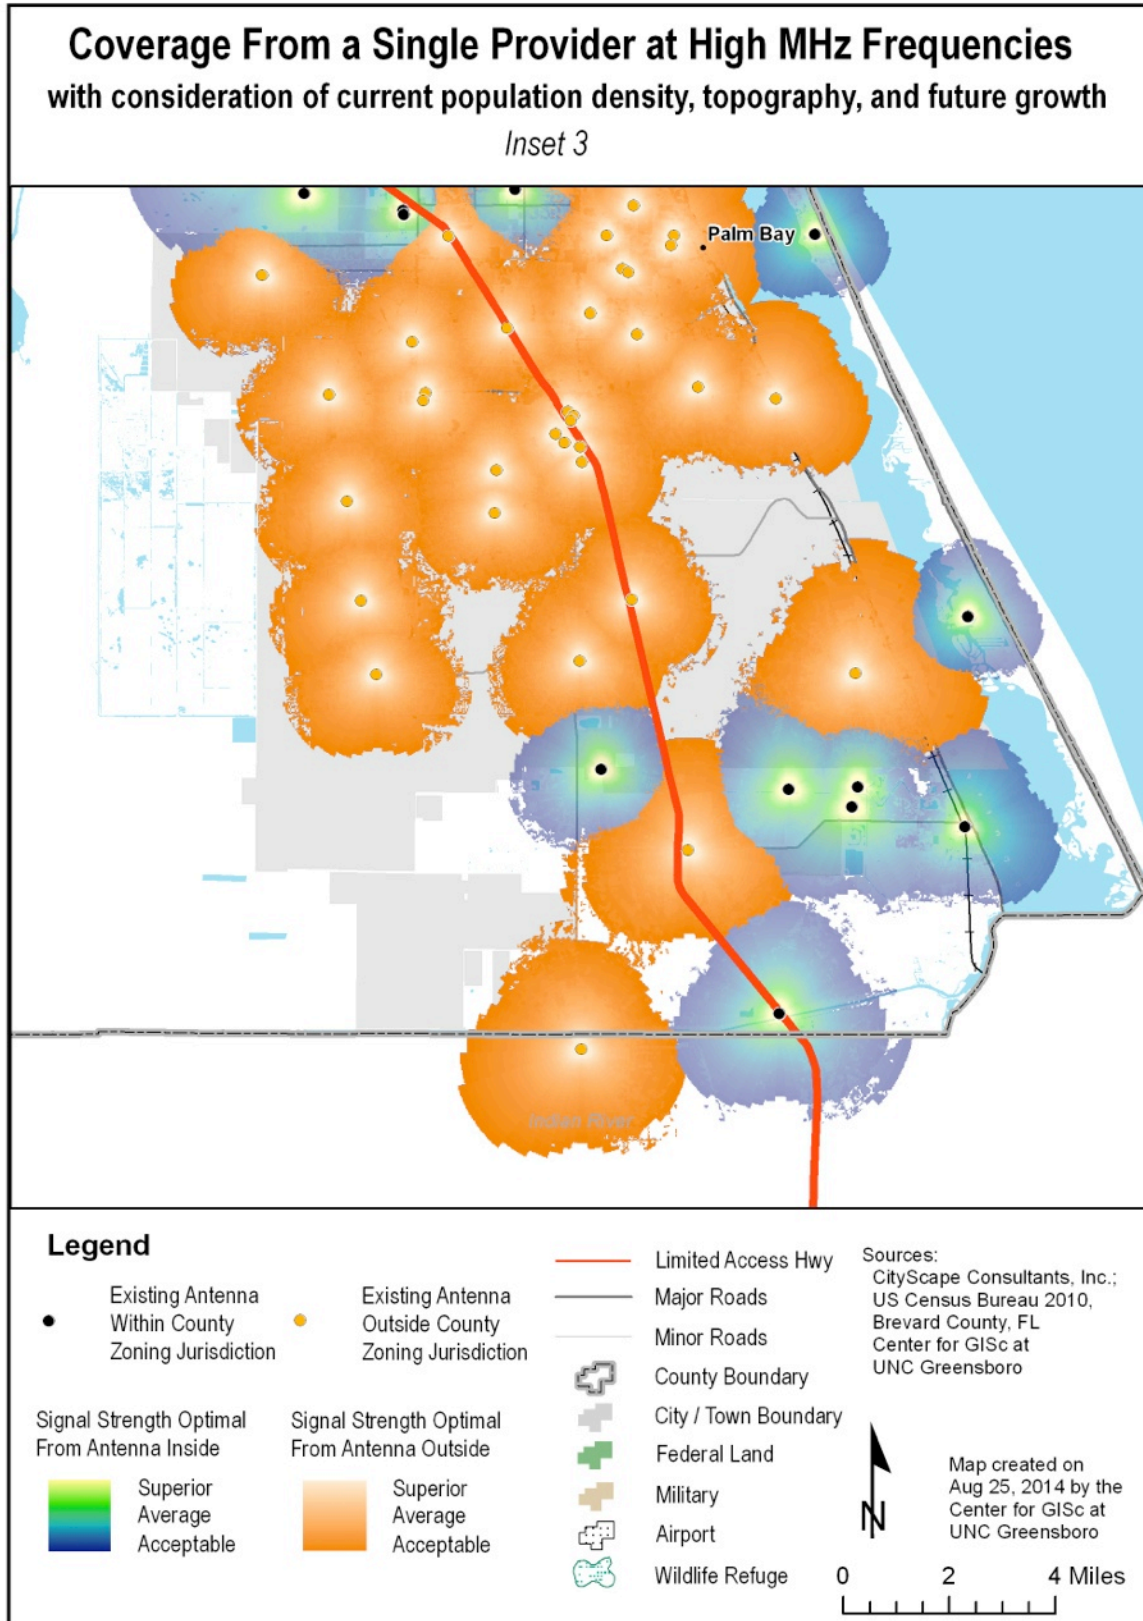 Coverage From a Single Provider at High MHz Frequencies
with consideration of current population density, topography, and future growth
Inset 3
Palm Bay
Indian River
Legend
Existing Antenna
Within County
Zoning Jurisdiction
Existing Antenna
Outside County
Zoning Jurisdiction
Signal Strength Optimal
From Antenna Inside
Superior
Average
Acceptable
Signal Strength Optimal
From Antenna Outside
Superior
Average
Acceptable
Limited Access Hwy
Major Roads
Minor Roads
County Boundary
City / Town Boundary
Federal Land
Military
Airport
Wildlife Refuge
Sources:
CityScape Consultants, Inc.;
US Census Bureau 2010,
Brevard County, FL
Center for GISc at
UNC Greensboro
N
Map created on
Aug 25, 2014 by the
Center for GISc at
UNC Greensboro
0 2 4 Miles